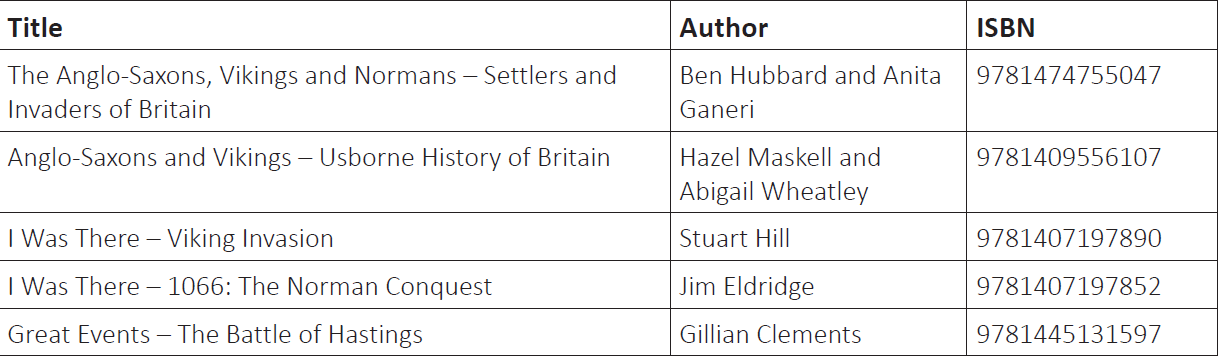 Title Author ISBN
The Anglo-Saxons, Vikings and Normans – Settlers and Ben Hubbard and Anita 9781474755047
Invaders of Britain Ganeri
Anglo-Saxons and Vikings – Usborne History of Britain Hazel Maskell and 9781409556107
Abigail Wheatley
I Was There – Viking Invasion Stuart Hill 9781407197890
I Was There – 1066: The Norman Conquest Jim Eldridge 9781407197852
Great Events – The Battle of Hastings Gillian Clements 9781445131597